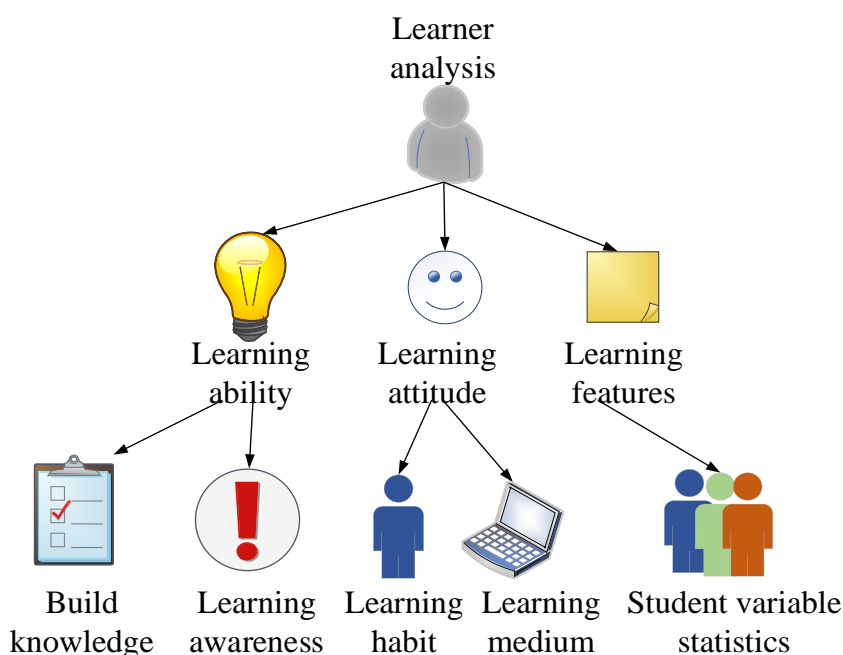 Learner
analysis
Learning
ability
Learning
attitude
Learning
features
Build
knowledge
Learning
awareness
Learning
habit
Learning
medium
Student variable
statistics